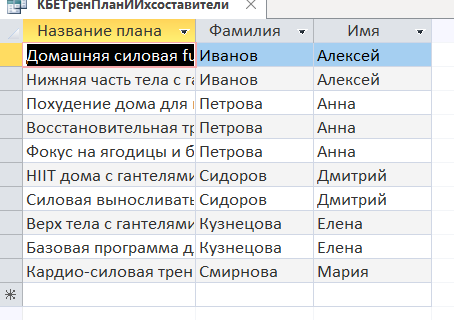 КБЕТренПланИИхсоставители
Название плана Фамилия Имя
Домашняя силовая fu Иванов Алексей
Нижняя часть тела с га Иванов Алексей
Похудение дома для Петрова Анна
Восстановительная тр Петрова Анна
Фокус на ягодицы и б Петрова Анна
HIIT дома с гантелями Сидоров Дмитрий
Силовая выносливать Сидоров Дмитрий
Верх тела с гантелями Кузнецова Елена
Базовая программа д Кузнецова Елена
Кардио-силовая трен Смирнова Мария